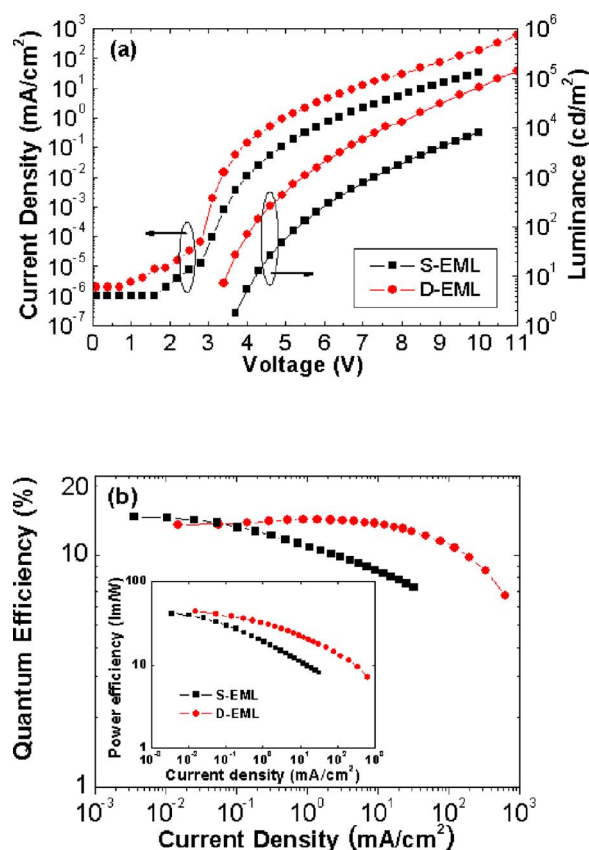 (a)
Current Density (mA/cm²)
10³
10²
10¹
10⁰
10⁻¹
10⁻²
10⁻³
10⁻⁴
10⁻⁵
10⁻⁶
10⁻⁷
Luminance (cd/m²)
10⁶
10⁵
10⁴
10³
10²
10¹
10⁰
S-EML
D-EML
0 1 2 3 4 5 6 7 8 9 10 11
Voltage (V)
(b)
Quantum Efficiency (%)
20
10
1
Power efficiency (lm/W)
100
10
1
S-EML
D-EML
10⁻³ 10⁻² 10⁻¹ 10⁰ 10¹ 10² 10³
Current density (mA/cm²)
10⁻³ 10⁻² 10⁻¹ 10⁰ 10¹ 10² 10³
Current Density (mA/cm²)